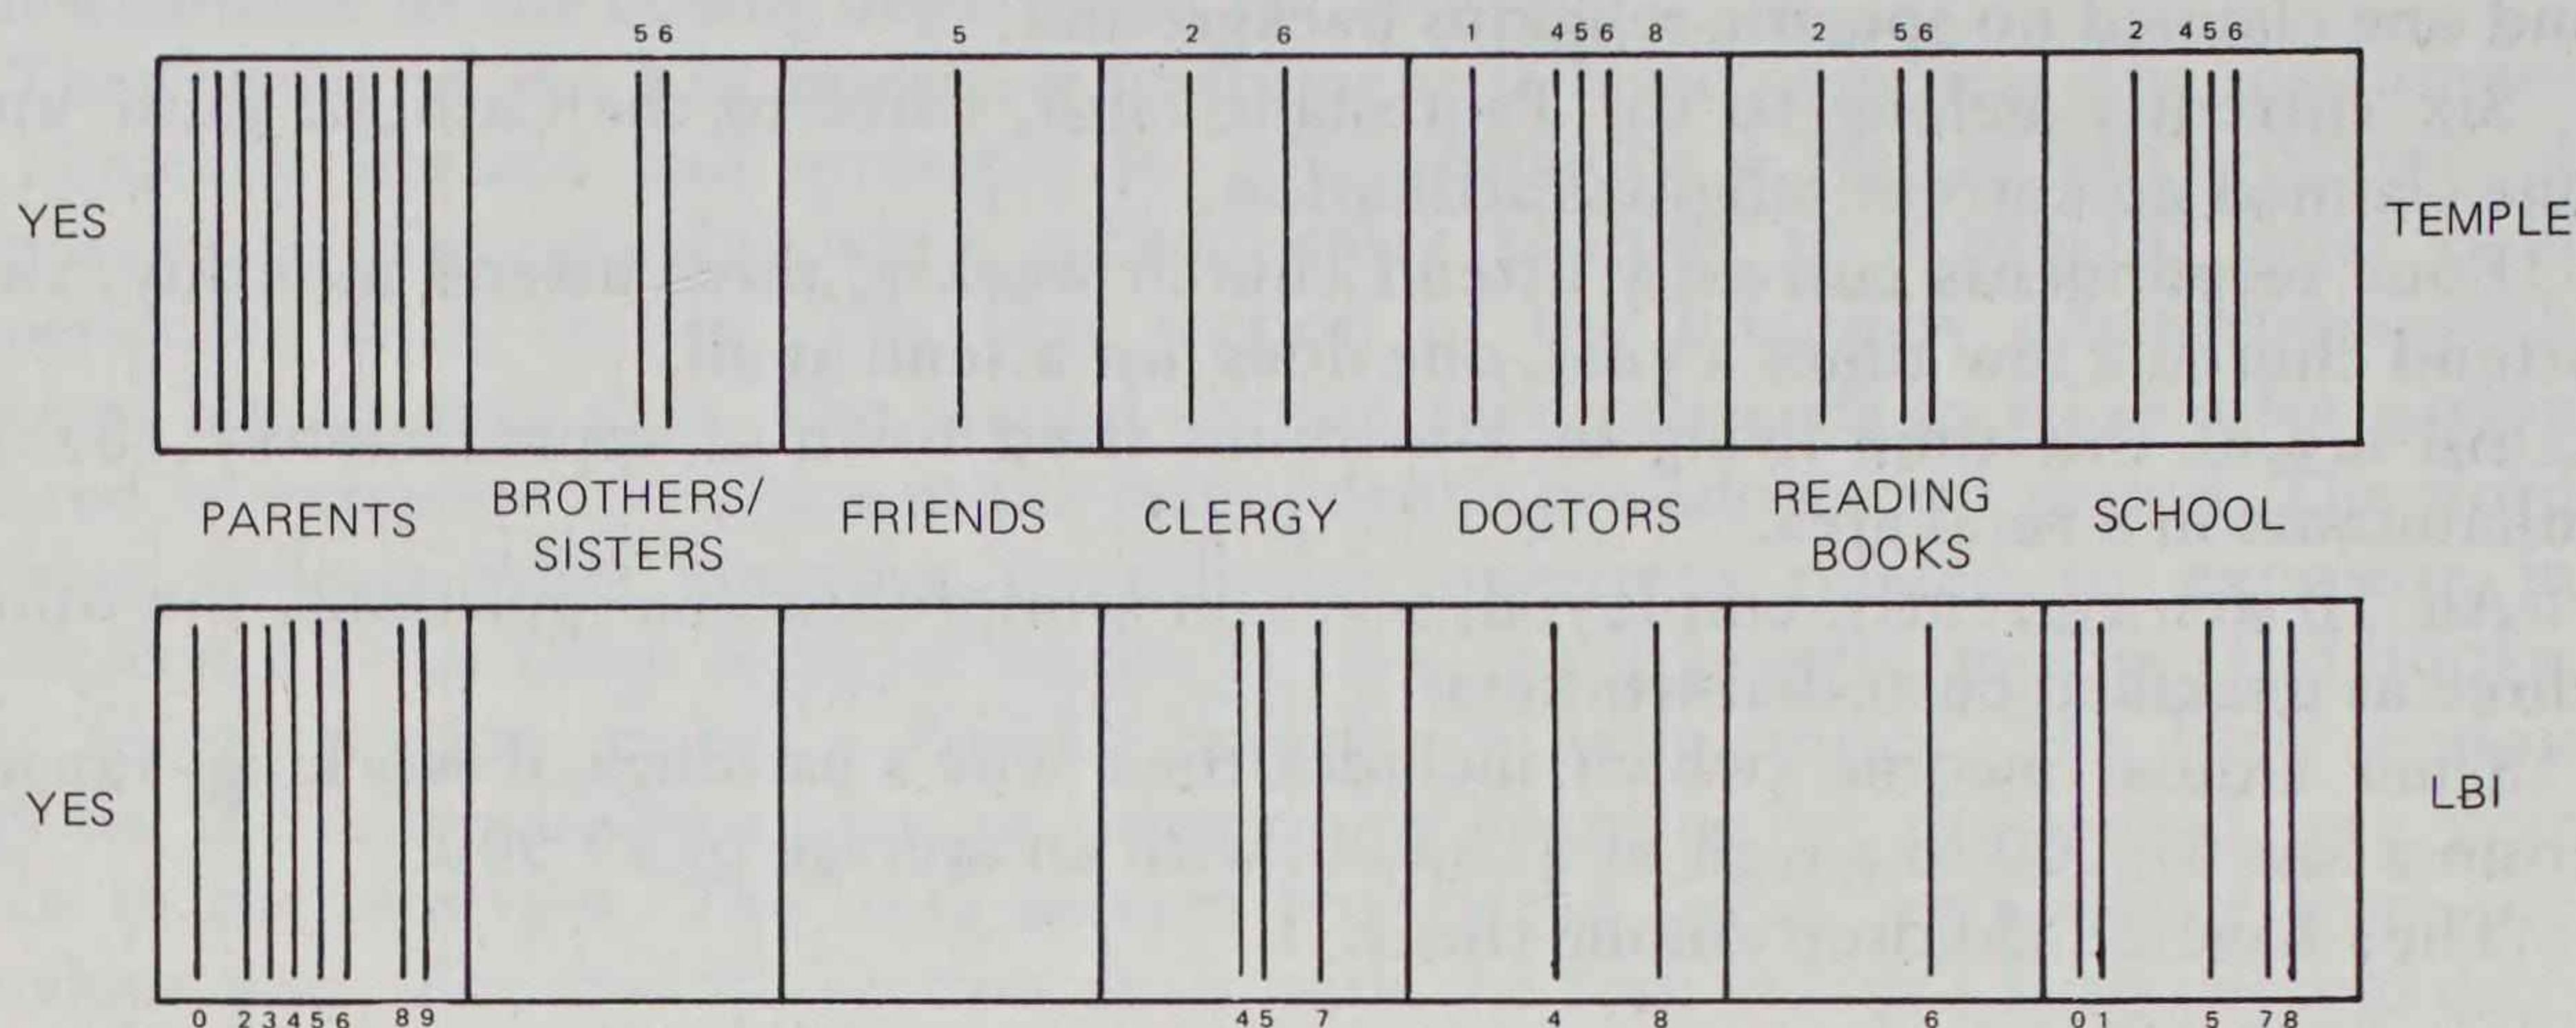 5 6 5 2 6 1 4 5 6 8 2 5 6 2 4 5 6
YES TEMPLE
PARENTS
BROTHERS/
SISTERS
FRIENDS
CLERGY
DOCTORS
READING
BOOKS
SCHOOL
YES LBI
0 2 3 4 5 6 8 9 4 5 7 4 8 6 0 1 5 7 8